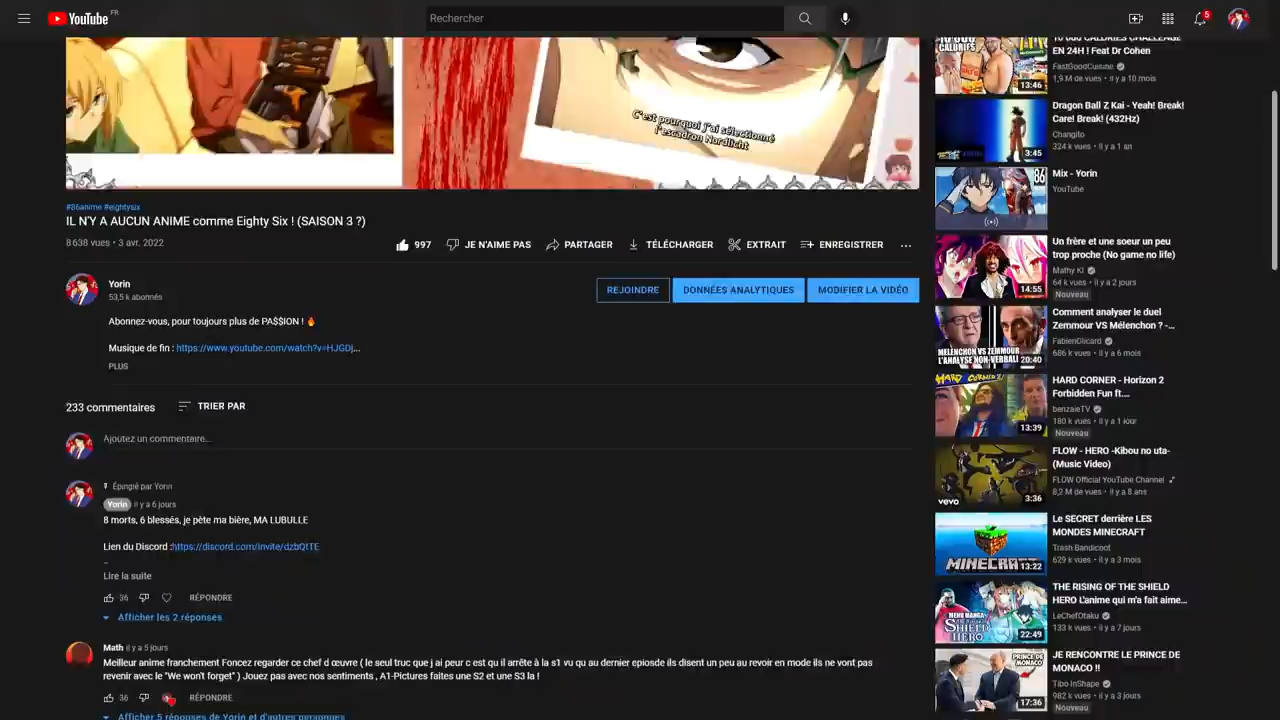 YouTube FR
Rechercher
5
C'est pourquoi j'ai sélectionné
l'escadron Nordlicht
#86anime #eightysix
IL N'Y A AUCUN ANIME comme Eighty Six ! (SAISON 3 ?)
8 638 vues • 3 avr. 2022
997
JE N'AIME PAS
PARTAGER
TÉLÉCHARGER
EXTRAIT
ENREGISTRER
Yorin
53,5 k abonnés
REJOINDRE
DONNÉES ANALYTIQUES
MODIFIER LA VIDÉO
Abonnez-vous, pour toujours plus de PA$$ION !
Musique de fin : https://www.youtube.com/watch?v=HJGDj...
PLUS
233 commentaires
TRIER PAR
Ajoutez un commentaire...
Épinglé par Yorin
Yorin il y a 6 jours
8 morts, 6 blessés, je pète ma bière, MA LUBULLE
Lien du Discord :https://discord.com/invite/dzbQtTE
..
Lire la suite
36
RÉPONDRE
Afficher les 2 réponses
Math il y a 5 jours
Meilleur anime franchement Foncez regarder ce chef d œuvre ( le seul truc que j ai peur c est qu il arrête à la s1 vu qu au dernier episode ils disent un peu au revoir en mode ils ne vont pas
revenir avec le "We won't forget" ) Jouez pas avec nos sentiments , A1-Pictures faites une S2 et une S3 la !
36
RÉPONDRE
Afficher 5 réponses de Yorin et d'autres personnes
10 000 CALORIES CHALLENGE
EN 24H ! Feat Dr Cohen
FastGoodCuisine
1,9 M de vues • il y a 10 mois
13:46
Dragon Ball Z Kai - Yeah! Break!
Care! Break! (432Hz)
Changito
324 k vues • il y a 1 an
3:45
Mix - Yorin
YouTube
86
Un frère et une soeur un peu
trop proche (No game no life)
Mathy KI
64 k vues • il y a 2 jours
Nouveau
14:55
Comment analyser le duel
Zemmour VS Mélenchon ? -...
FabienOlicard
686 k vues • il y a 6 mois
MELENCHON VS ZEMMOUR
L'ANALYSE NON-VERBALE
20:40
HARD CORNER - Horizon 2
Forbidden Fun ft....
benzaieTV
180 k vues • il y a 1 jour
Nouveau
HARD CORNER
13:39
FLOW - HERO -Kibou no uta-
(Music Video)
FLOW Official YouTube Channel
8,2 M de vues • il y a 8 ans
vevo
3:36
Le SECRET derrière LES
MONDES MINECRAFT
Trash Bandicoot
629 k vues • il y a 3 mois
MINECRAFT
13:22
THE RISING OF THE SHIELD
HERO L'anime qui m'a fait aime...
LeChefOtaku
133 k vues • il y a 7 jours
MENU MANGA
SHIELD
HERO
22:49
JE RENCONTRE LE PRINCE DE
MONACO !!
Tibo InShape
982 k vues • il y a 3 jours
Nouveau
PRINCE DE
MONACO
17:36